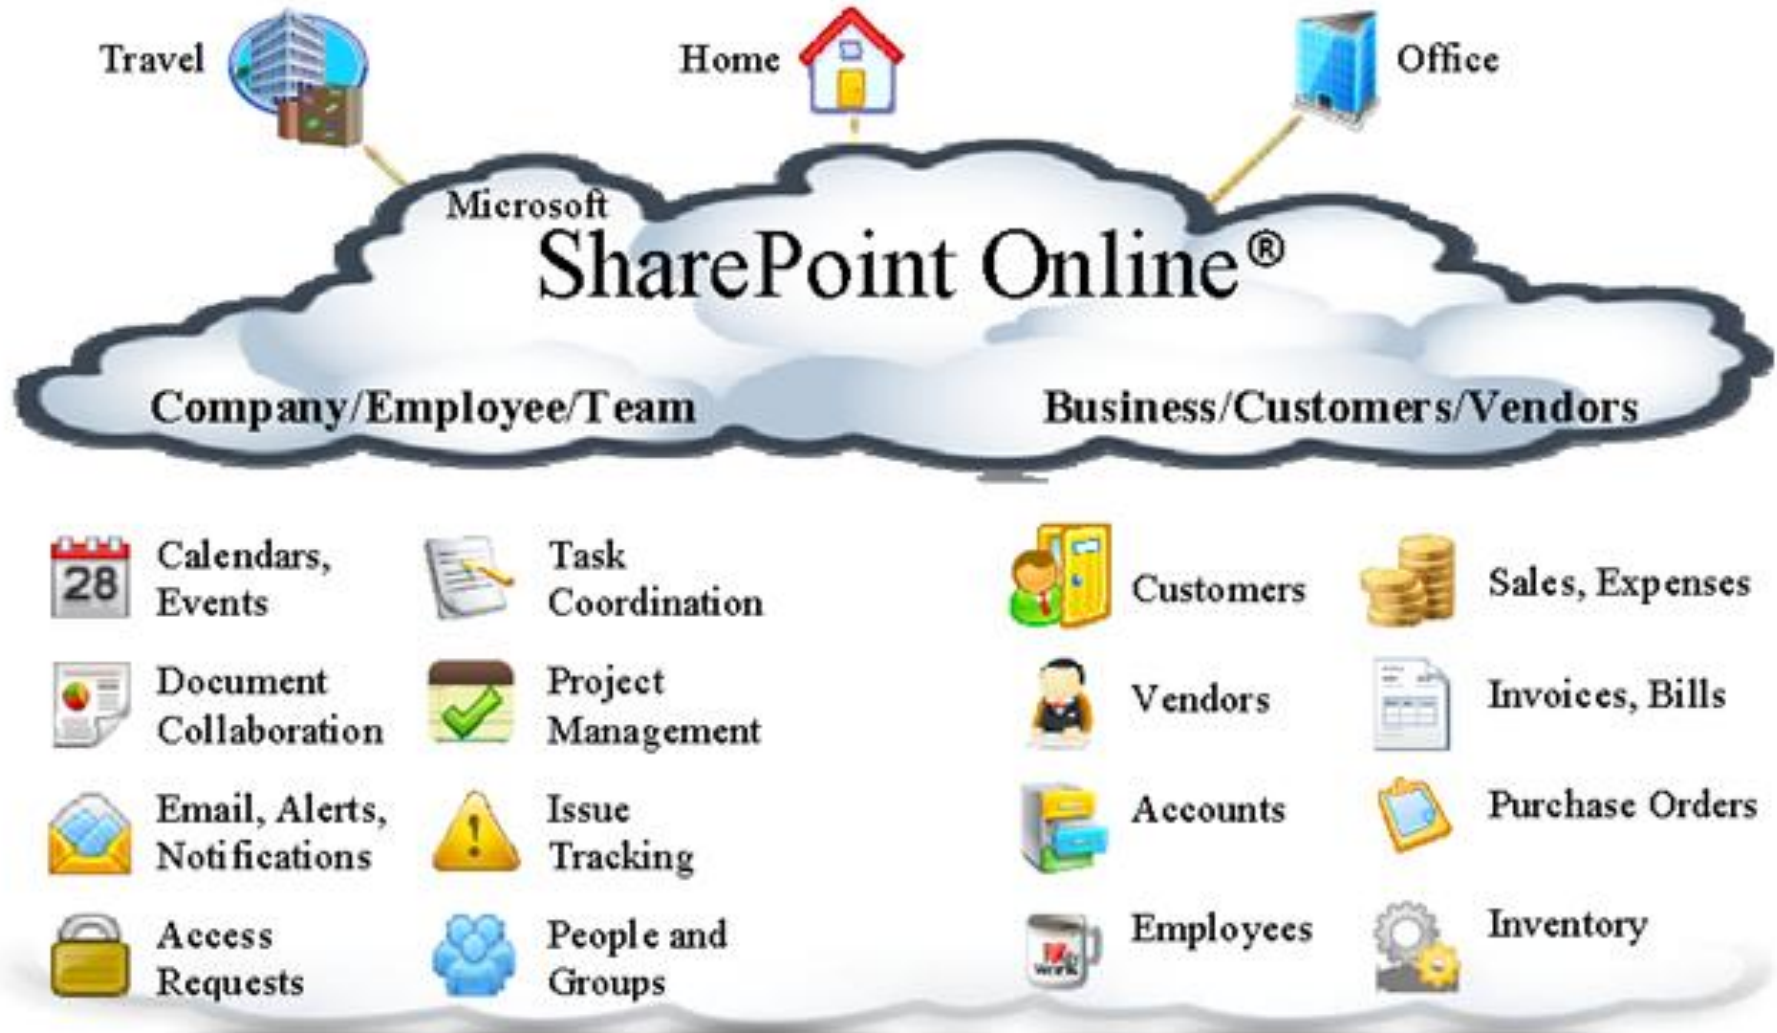 Travel
Home
Office
Microsoft
SharePoint Online®
Company/Employee/Team
Business/Customers/Vendors
28
Calendars,
Events
Task
Coordination
Document
Collaboration
Project
Management
Email, Alerts,
Notifications
Issue
Tracking
Access
Requests
People and
Groups
Customers
Sales, Expenses
Vendors
Invoices, Bills
Accounts
Purchase Orders
Employees
Inventory